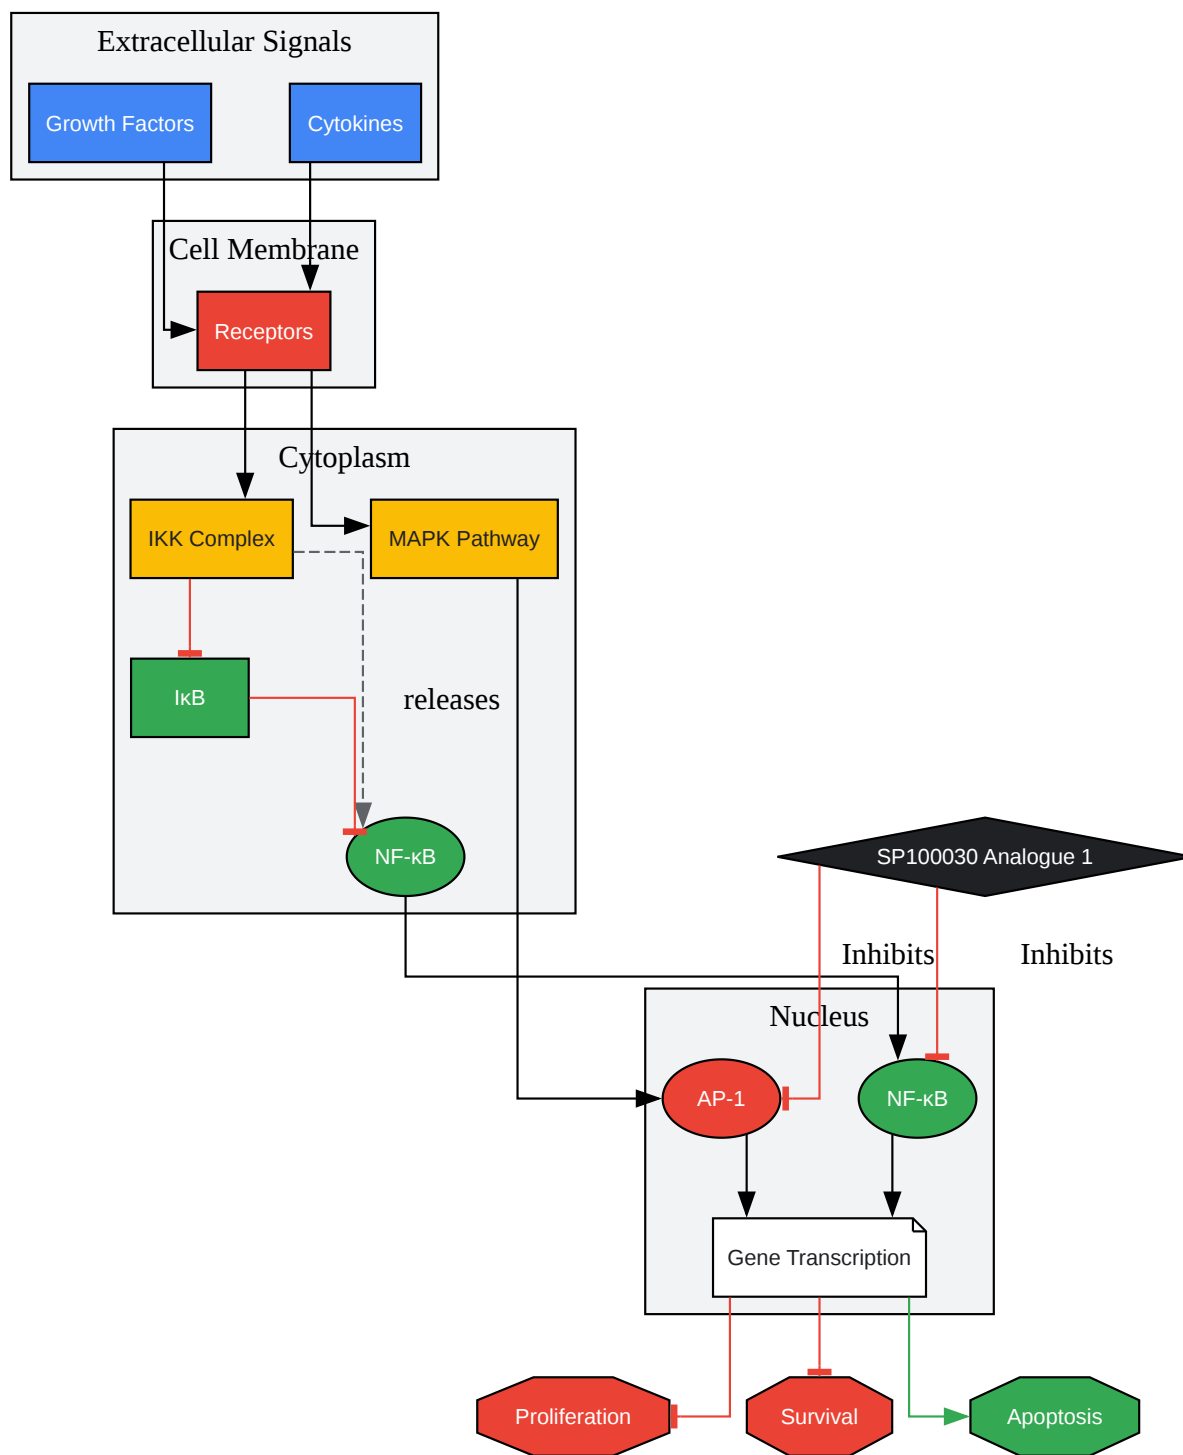 Extracellular Signals
Growth Factors
Cytokines
Cell Membrane
Receptors
Cytoplasm
IKK Complex
MAPK Pathway
IκB
releases
NF-κB
SP100030 Analogue 1
Inhibits
Inhibits
Nucleus
AP-1
NF-κB
Gene Transcription
Proliferation
Survival
Apoptosis